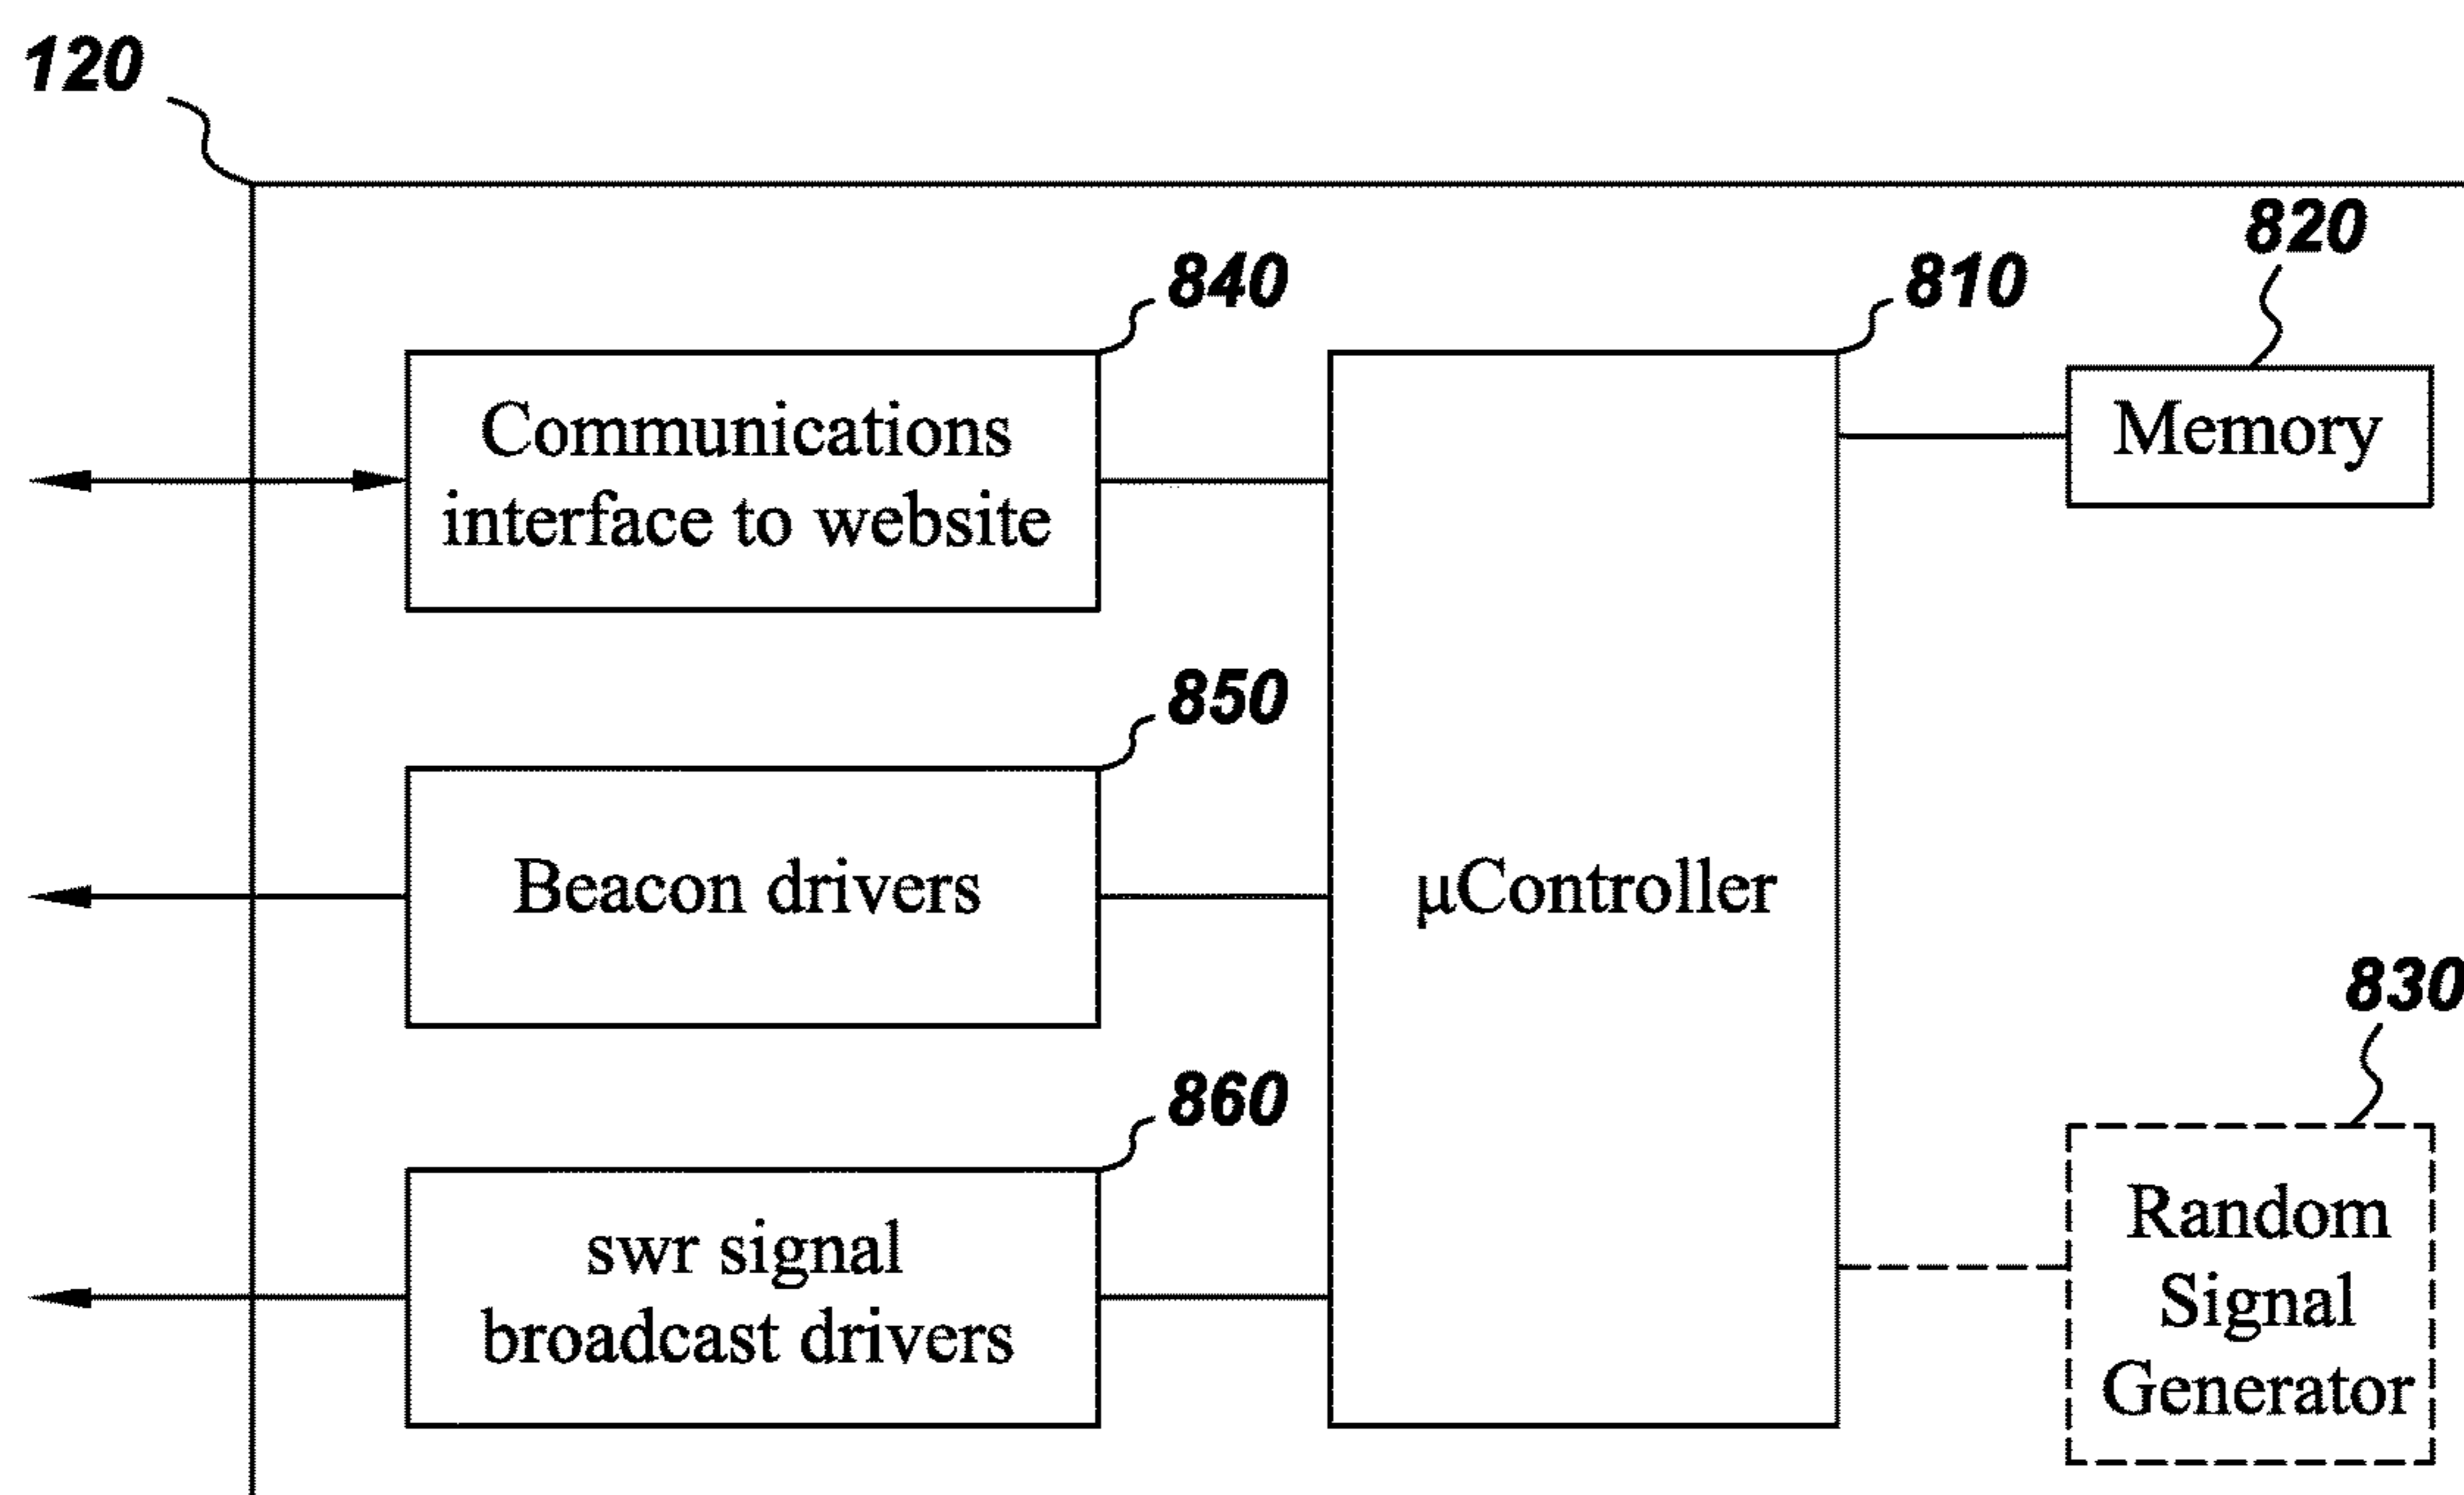 120
820
840
810
Communications
interface to website
Memory
850
Beacon drivers
µController
830
860
swr signal
broadcast drivers
Random
Signal
Generator